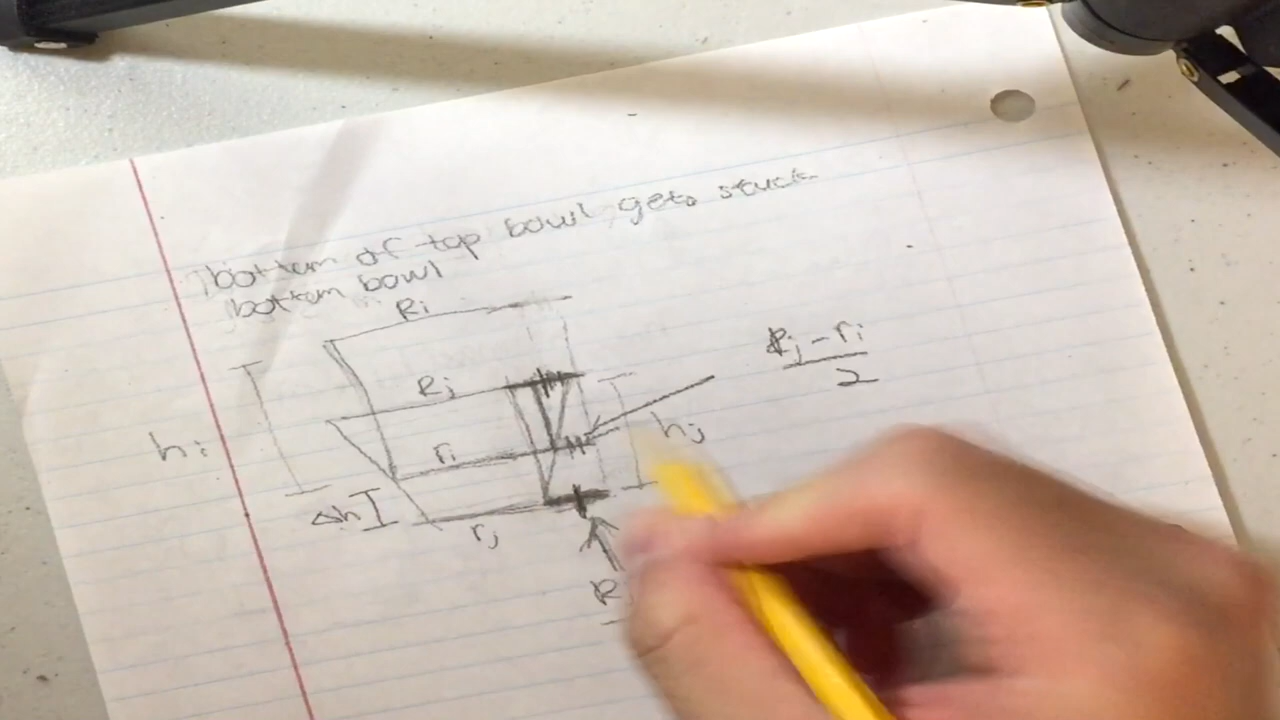 bottom of top bowl gets stuck
bottom bowl
Ri
Rj
Rj - ri
2
hi
ri
hj
Δh
rj
R